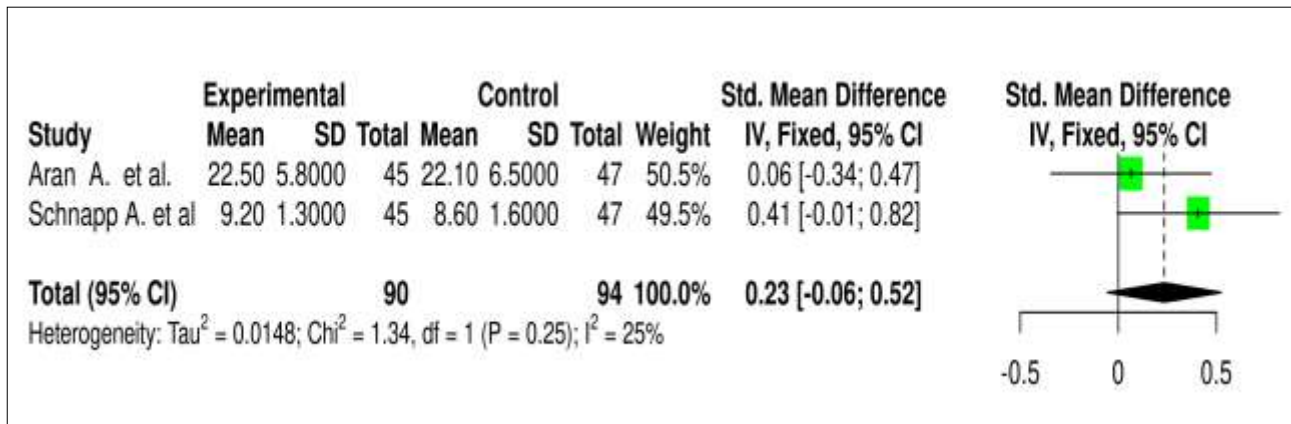 Experimental Control Std. Mean Difference Std. Mean Difference
Study Mean SD Total Mean SD Total Weight IV, Fixed, 95% CI IV, Fixed, 95% CI
Aran A. et al. 22.50 5.8000 45 22.10 6.5000 47 50.5% 0.06 [-0.34; 0.47]
Schnapp A. et al 9.20 1.3000 45 8.60 1.6000 47 49.5% 0.41 [-0.01; 0.82]
Total (95% CI) 90 94 100.0% 0.23 [-0.06; 0.52]
Heterogeneity: Tau² = 0.0148; Chi² = 1.34, df = 1 (P = 0.25); I² = 25%
-0.5 0 0.5